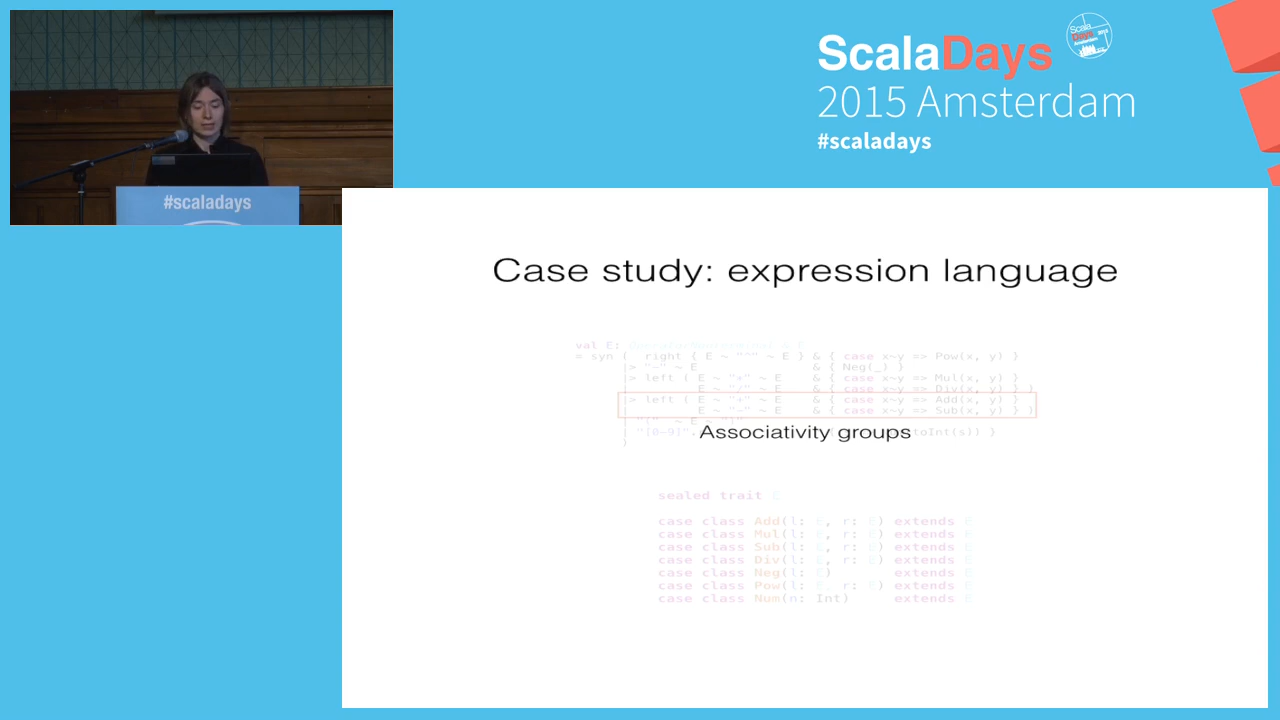 ScalaDays
2015 Amsterdam
#scaladays
#scaladays
Case study: expression language
val E:
= syn ( right { E ~ "^" ~ E } & { case x~y => Pow(x, y) }
|> "-" ~ E & { Neg(_) }
|> left ( E ~ "*" ~ E & { case x~y => Mul(x, y) }
| E ~ "/" ~ E & { case x~y => Div(x, y) } )
|> left ( E ~ "+" ~ E & { case x~y => Add(x, y) }
| E ~ "-" ~ E & { case x~y => Sub(x, y) } )
| "(" ~ E ~ ")"
| "[0-9]". toInt(s)) }
)
Associativity groups
sealed trait E
case class Add(l: E, r: E) extends E
case class Mul(l: E, r: E) extends E
case class Sub(l: E, r: E) extends E
case class Div(l: E, r: E) extends E
case class Neg(l: E) extends E
case class Pow(l: E, r: E) extends E
case class Num(n: Int) extends E